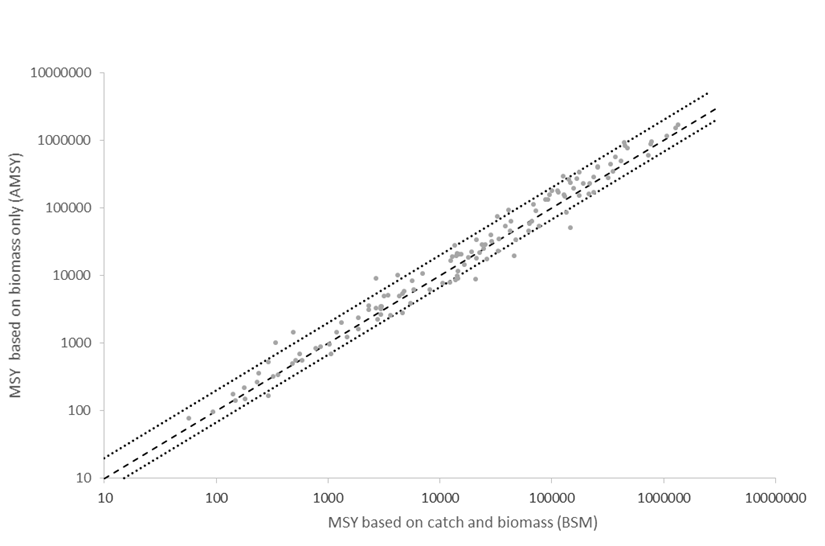 10000000
1000000
100000
10000
1000
100
10
MSY  based on biomass only (AMSY)
10 100 1000 10000 100000 1000000 10000000
MSY based on catch and biomass (BSM)